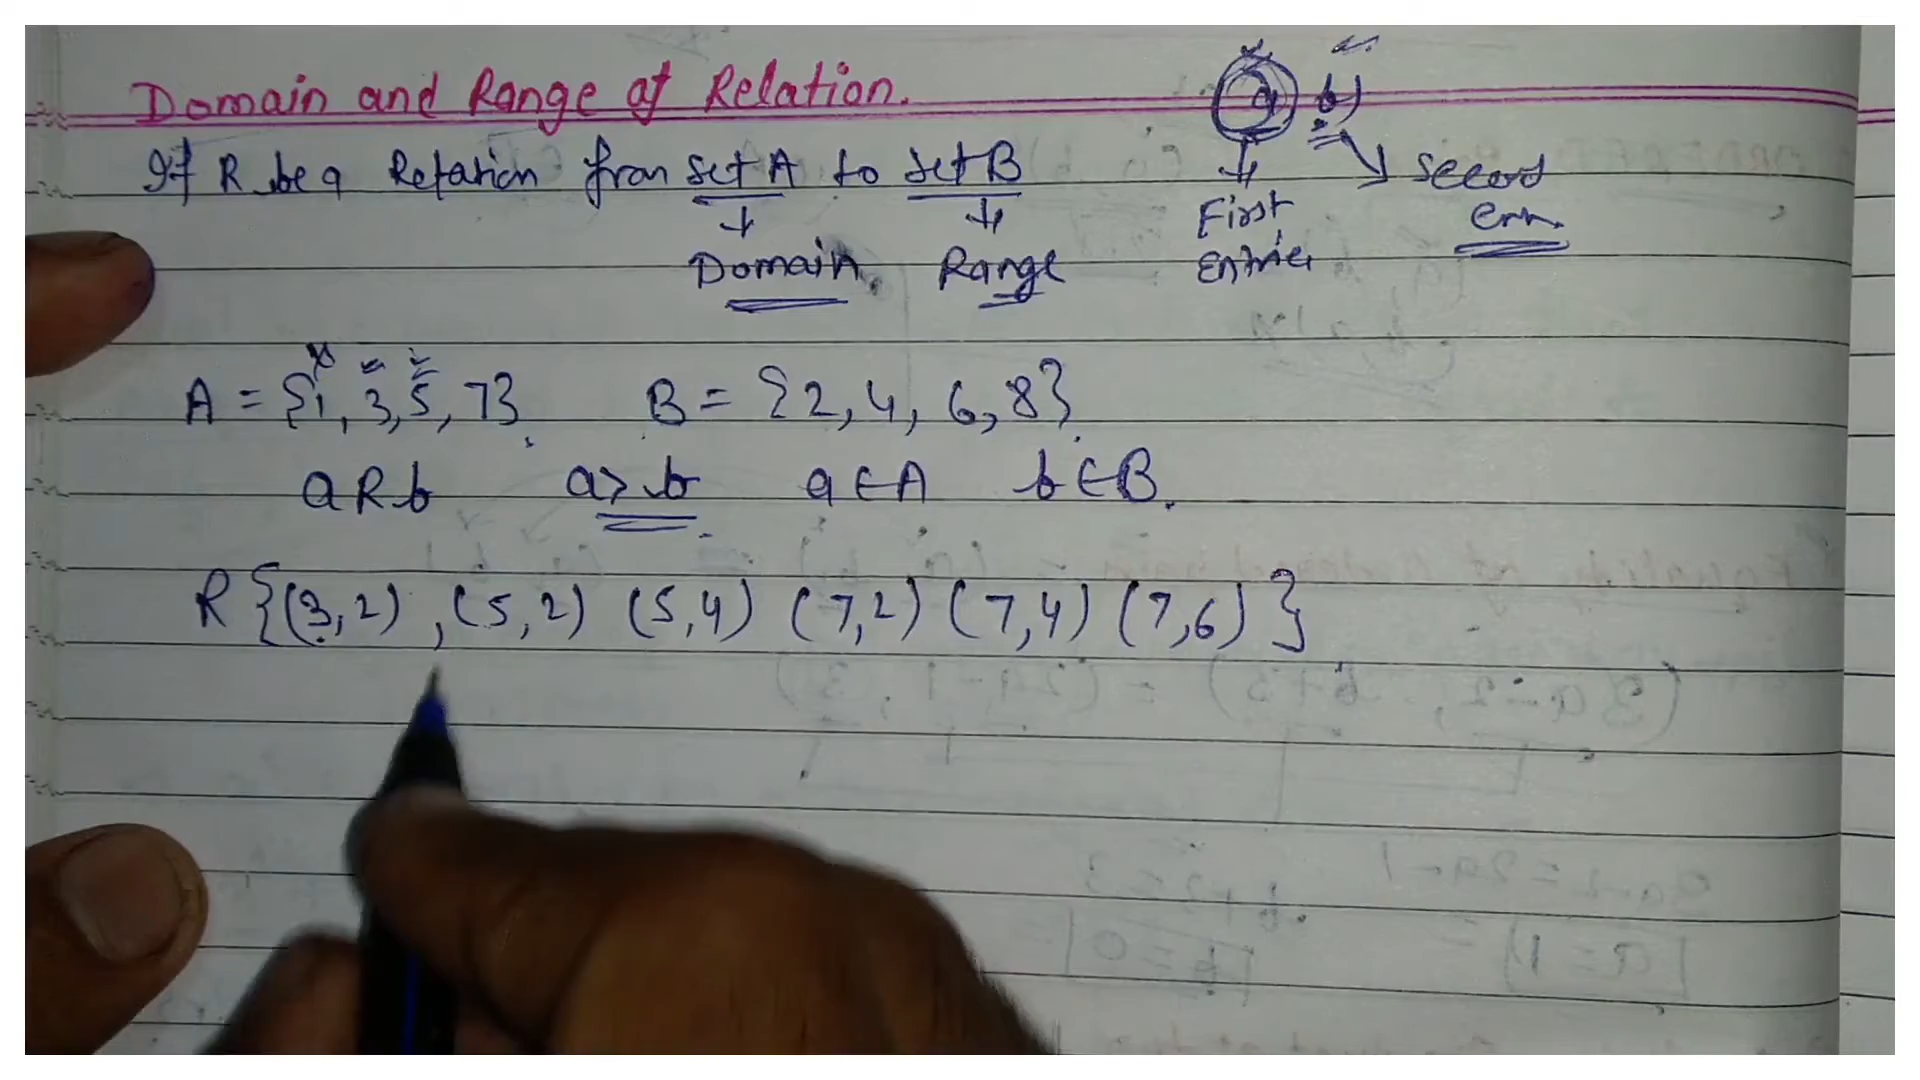 Domain and Range of Relation.
(a, b)
If R be a Relation from set A to set B
First
Entries
Second
Domain Range
A = {1, 3, 5, 7} B = {2, 4, 6, 8}
a R b a > b a ∈ A b ∈ B.
R {(3,2) , (5,2) (5,4) (7,2) (7,4) (7,6) }